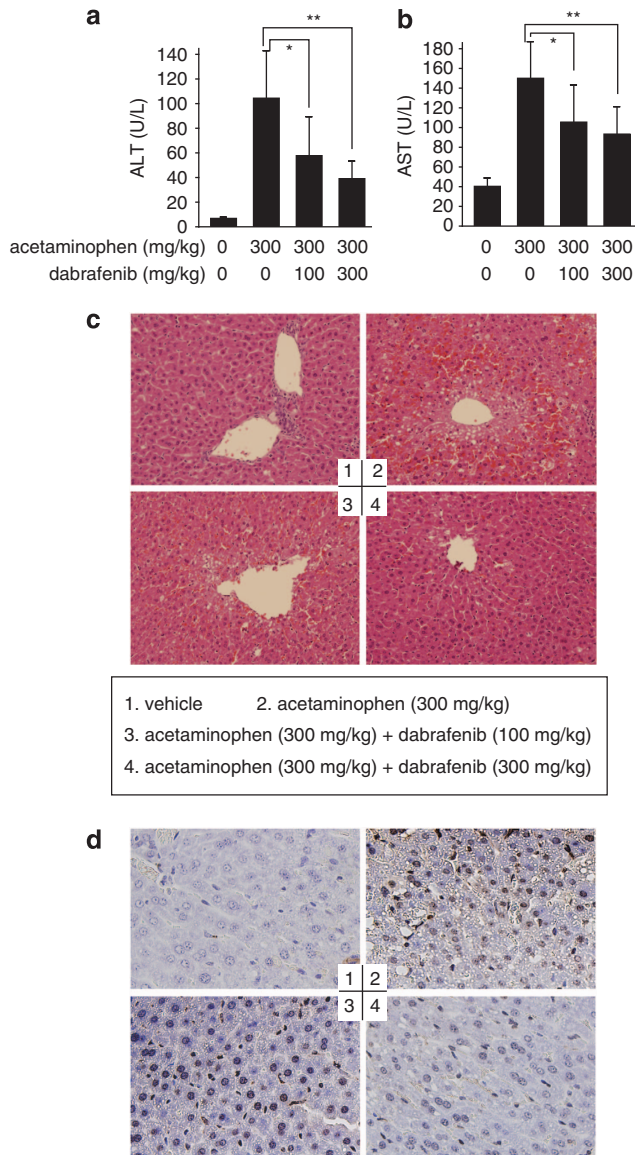 a
ALT (U/L)
140
120
100
80
60
40
20
0
**
*
b
AST (U/L)
180
160
140
120
100
80
60
40
20
0
**
*
acetaminophen (mg/kg) 0 300 300 300 0 300 300 300
dabrafenib (mg/kg) 0 0 100 300 0 0 100 300
c
1 2
3 4
1. vehicle 2. acetaminophen (300 mg/kg)
3. acetaminophen (300 mg/kg) + dabrafenib (100 mg/kg)
4. acetaminophen (300 mg/kg) + dabrafenib (300 mg/kg)
d
1 2
3 4